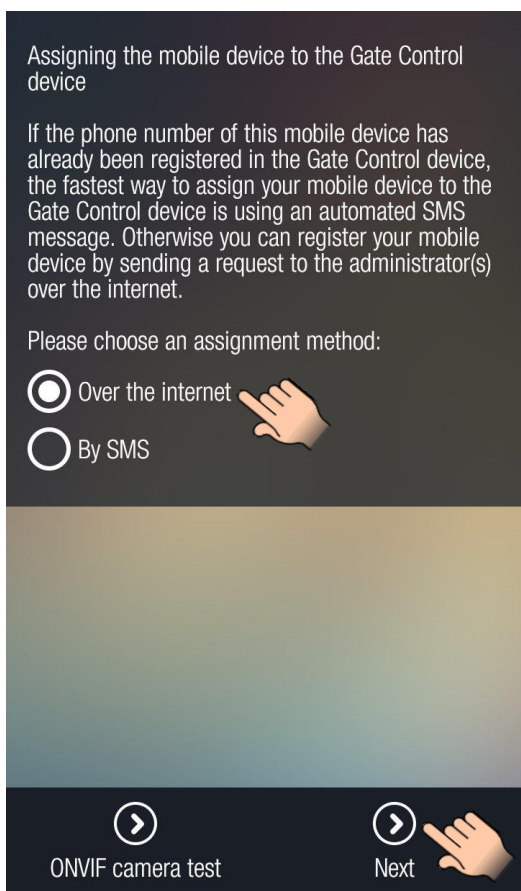 Assigning the mobile device to the Gate Control
device
If the phone number of this mobile device has
already been registered in the Gate Control device,
the fastest way to assign your mobile device to the
Gate Control device is using an automated SMS
message. Otherwise you can register your mobile
device by sending a request to the administrator(s)
over the internet.
Please choose an assignment method:
Over the internet
By SMS
ONVIF camera test
Next